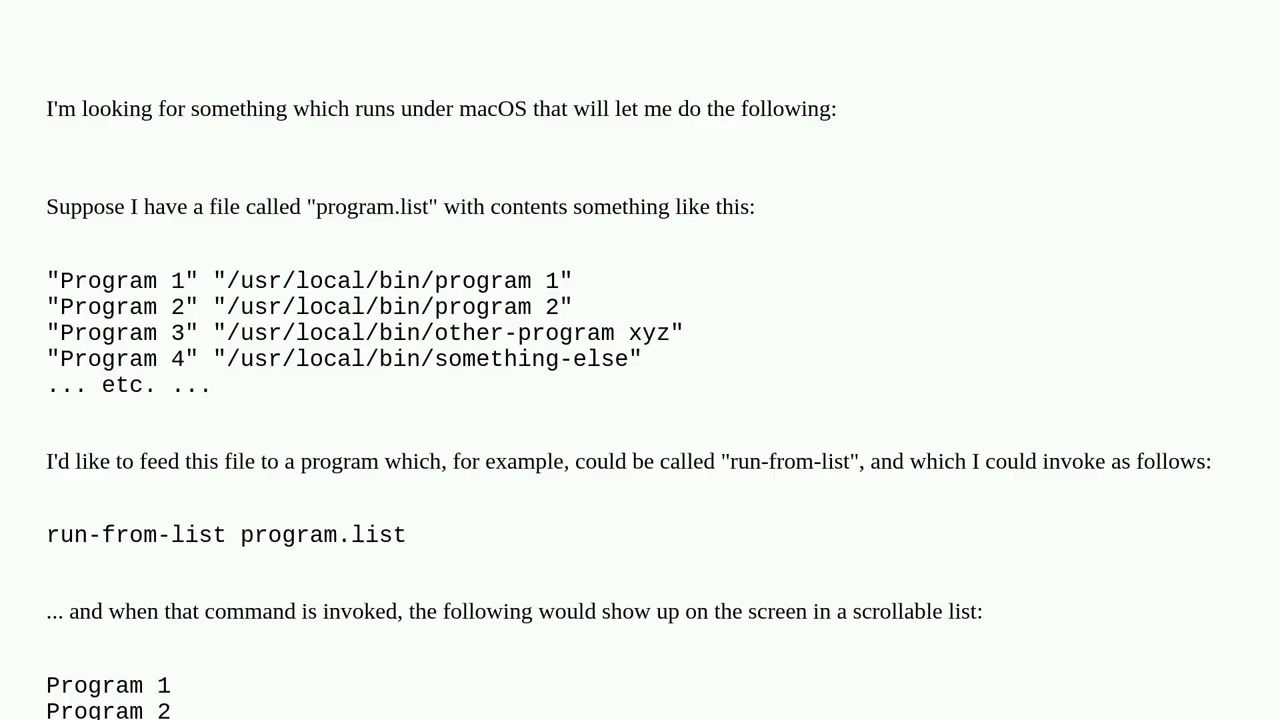 I'm looking for something which runs under macOS that will let me do the following:
Suppose I have a file called "program.list" with contents something like this:
"Program 1" "/usr/local/bin/program 1"
"Program 2" "/usr/local/bin/program 2"
"Program 3" "/usr/local/bin/other-program xyz"
"Program 4" "/usr/local/bin/something-else"
... etc. ...
I'd like to feed this file to a program which, for example, could be called "run-from-list", and which I could invoke as follows:
run-from-list program.list
... and when that command is invoked, the following would show up on the screen in a scrollable list:
Program 1
Program 2